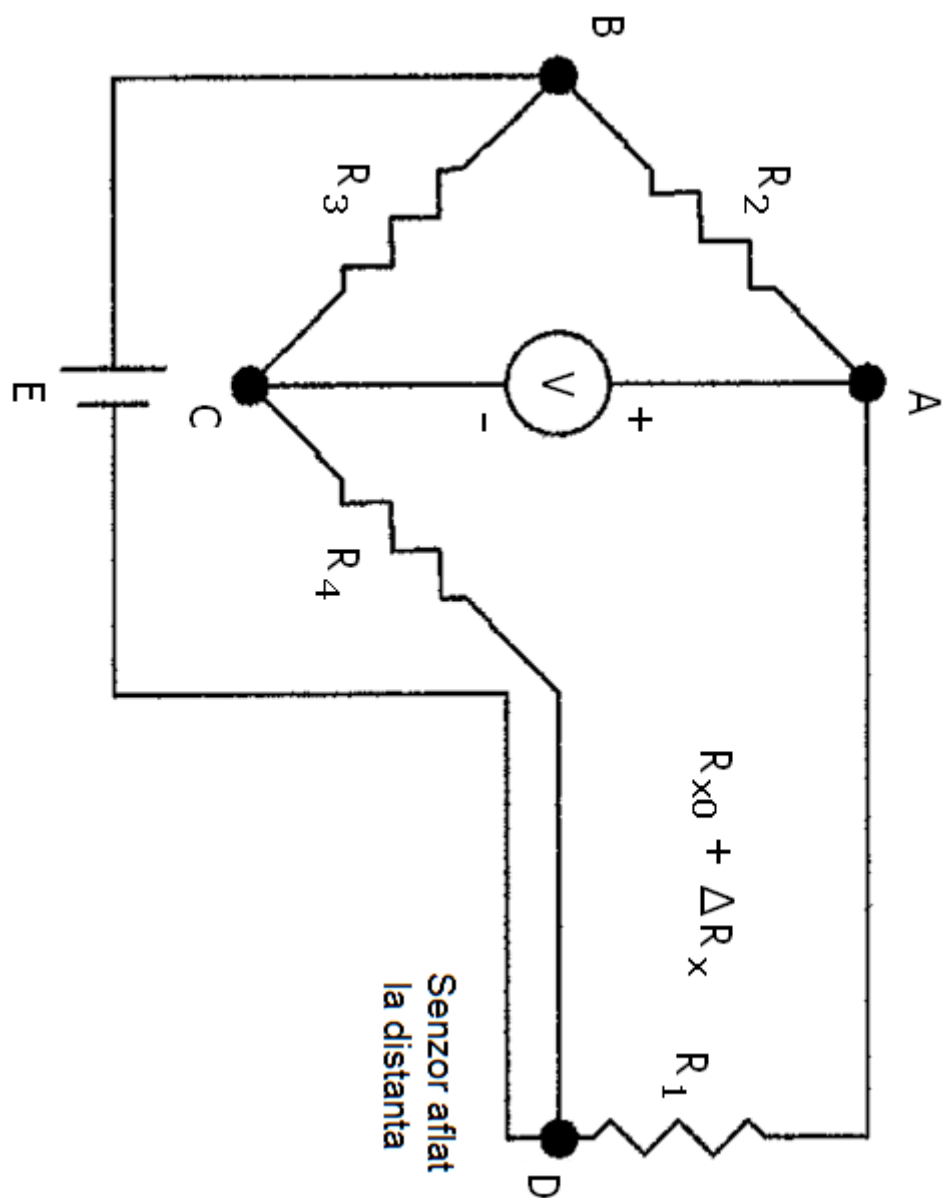 B
R3
R2
E
C
V
- +
A
R4
Rx0 + ΔRx
Senzor aflat
la distanta
R1
D